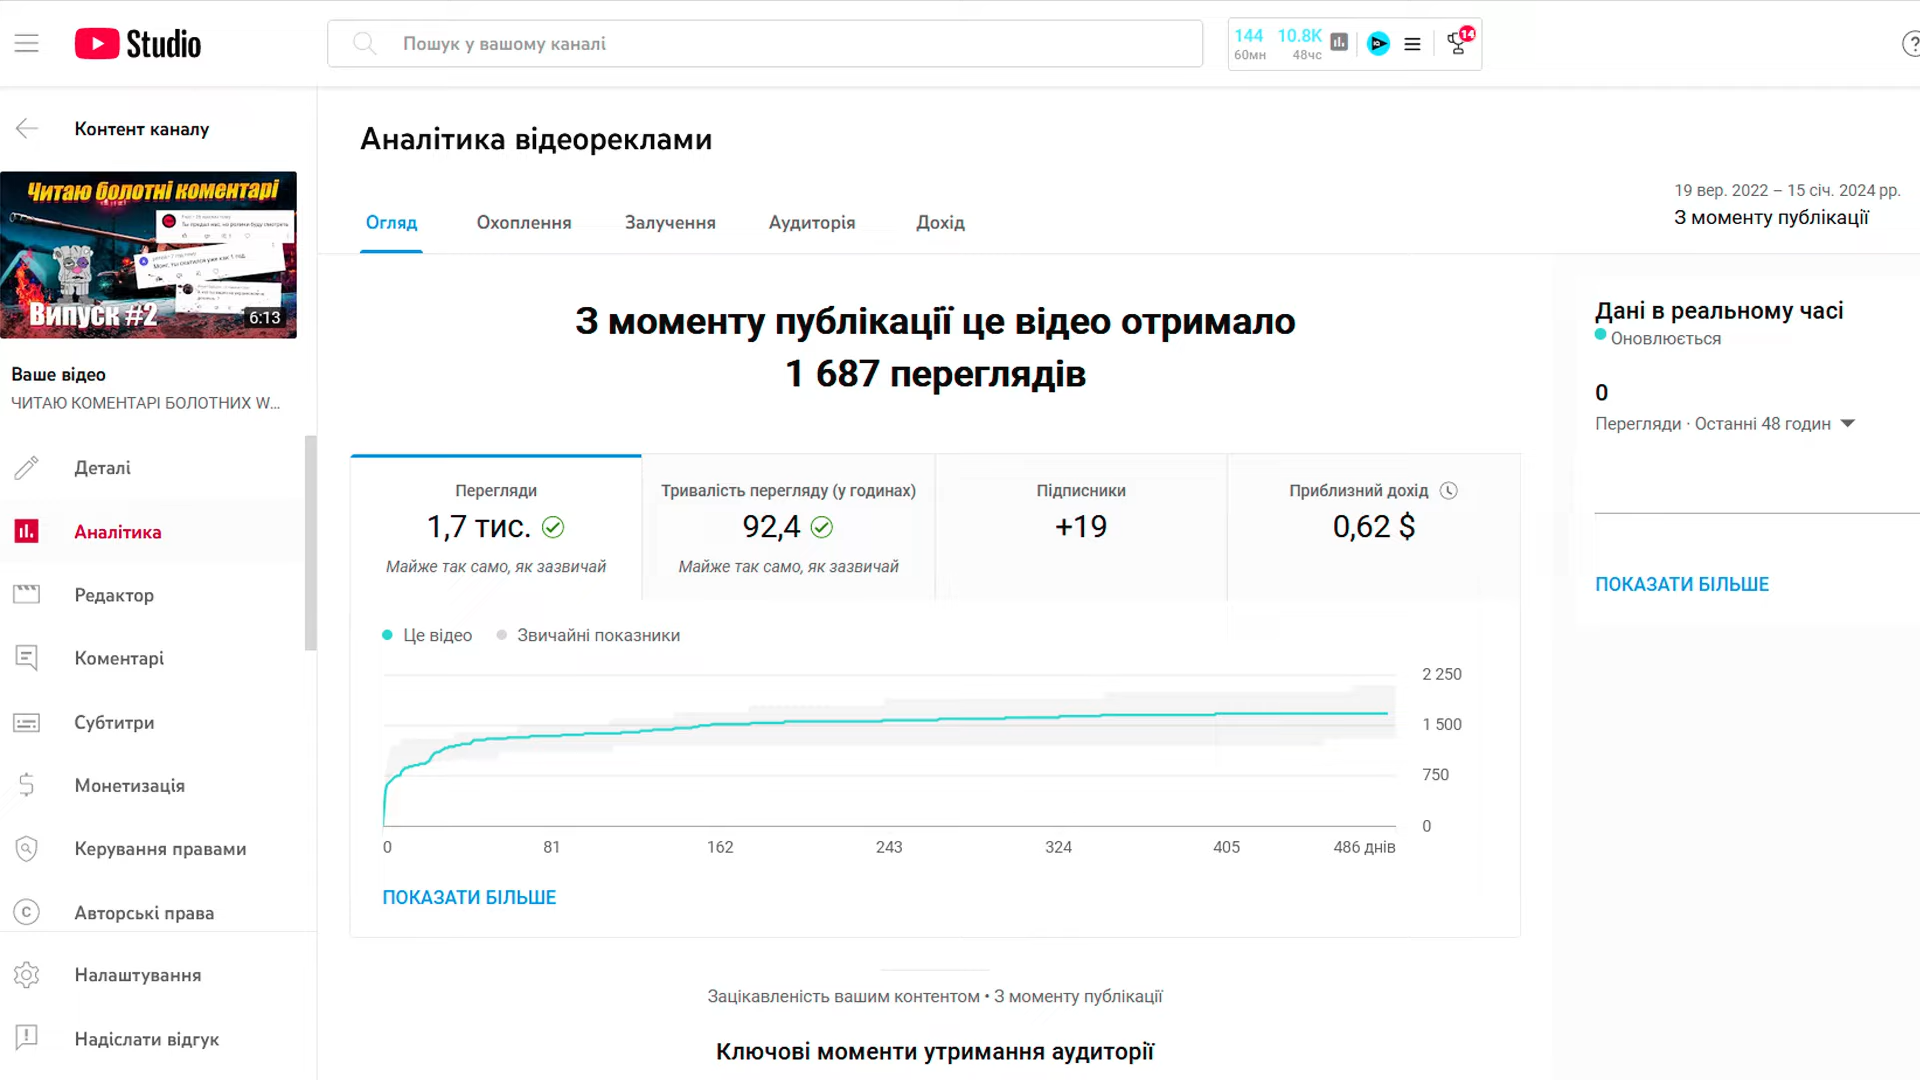 Studio
Пошук у вашому каналі
144 10.8K
60мн 48чс
14
?
Контент каналу
Читаю болотні коментарі
Випуск #2
6:13
Ваше відео
ЧИТАЮ КОМЕНТАРІ БОЛОТНИХ W...
Деталі
Аналітика
Редактор
Коментарі
Субтитри
Монетизація
Керування правами
Авторські права
Налаштування
Надіслати відгук
Аналітика відеореклами
Огляд Охоплення Залучення Аудиторія Дохід
19 вер. 2022 – 15 січ. 2024 рр.
З моменту публікації
З моменту публікації це відео отримало
1 687 переглядів
Перегляди
1,7 тис.
Майже так само, як зазвичай
Тривалість перегляду (у годинах)
92,4
Майже так само, як зазвичай
Підписники
+19
Приблизний дохід
0,62 $
Це відео Звичайні показники
2 250
1 500
750
0
0 81 162 243 324 405 486 днів
ПОКАЗАТИ БІЛЬШЕ
Зацікавленість вашим контентом • З моменту публікації
Ключові моменти утримання аудиторії
Дані в реальному часі
Оновлюється
0
Перегляди · Останні 48 годин
ПОКАЗАТИ БІЛЬШЕ